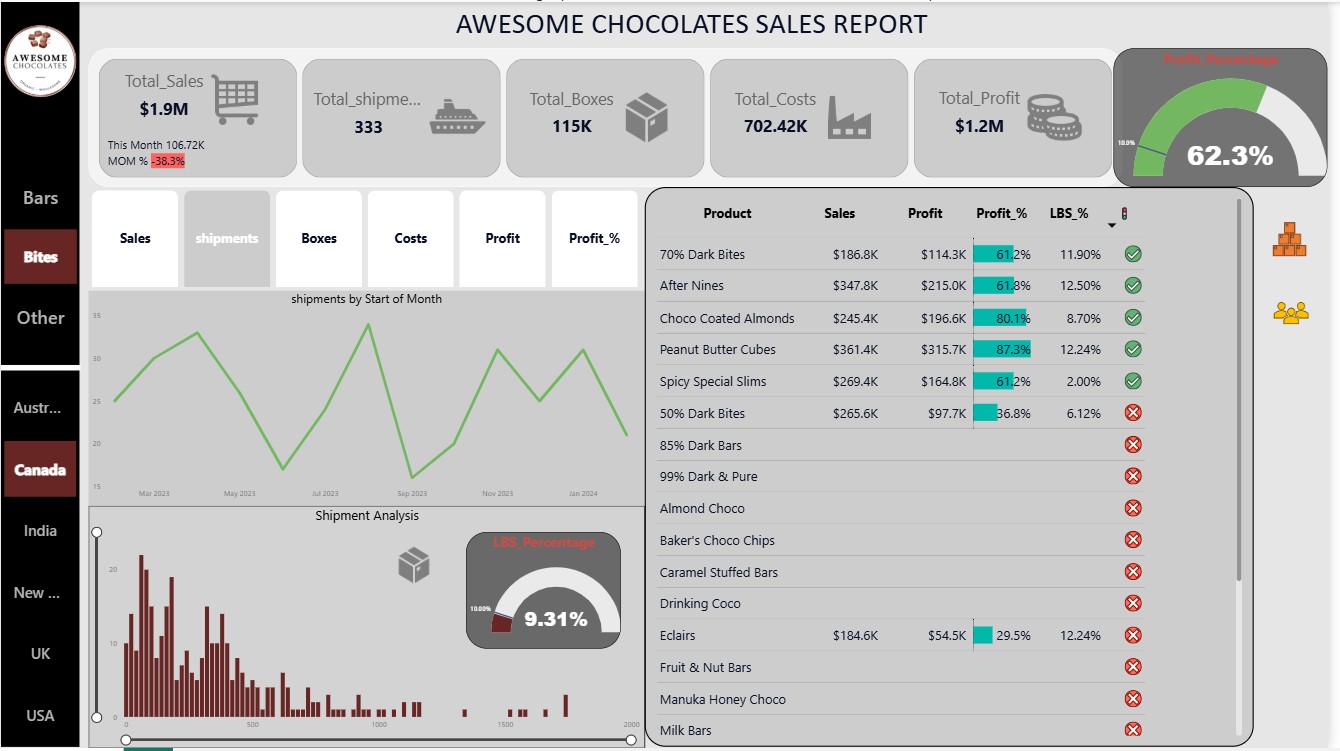 AWESOME CHOCOLATES SALES REPORT
AWESOME
CHOCOLATES
Total_Sales
$1.9M
This Month 106.72K
MOM % -38.3%
Total_shipme...
333
Total_Boxes
115K
Total_Costs
702.42K
Total_Profit
$1.2M
Profit_Percentage
10.0%
62.3%
Bars
Bites
Other
Austr...
Canada
India
New ...
UK
USA
Sales shipments Boxes Costs Profit Profit_%
shipments by Start of Month
35
30
25
20
15
Mar 2023 May 2023 Jul 2023 Sep 2023 Nov 2023 Jan 2024
Shipment Analysis
20
10
0
0 500 1000 1500 2000
LBS_Percentage
10.00%
9.31%
Product Sales Profit Profit_% LBS_%
70% Dark Bites $186.8K $114.3K 61.2% 11.90%
After Nines $347.8K $215.0K 61.8% 12.50%
Choco Coated Almonds $245.4K $196.6K 80.1% 8.70%
Peanut Butter Cubes $361.4K $315.7K 87.3% 12.24%
Spicy Special Slims $269.4K $164.8K 61.2% 2.00%
50% Dark Bites $265.6K $97.7K 36.8% 6.12%
85% Dark Bars
99% Dark & Pure
Almond Choco
Baker's Choco Chips
Caramel Stuffed Bars
Drinking Coco
Eclairs $184.6K $54.5K 29.5% 12.24%
Fruit & Nut Bars
Manuka Honey Choco
Milk Bars